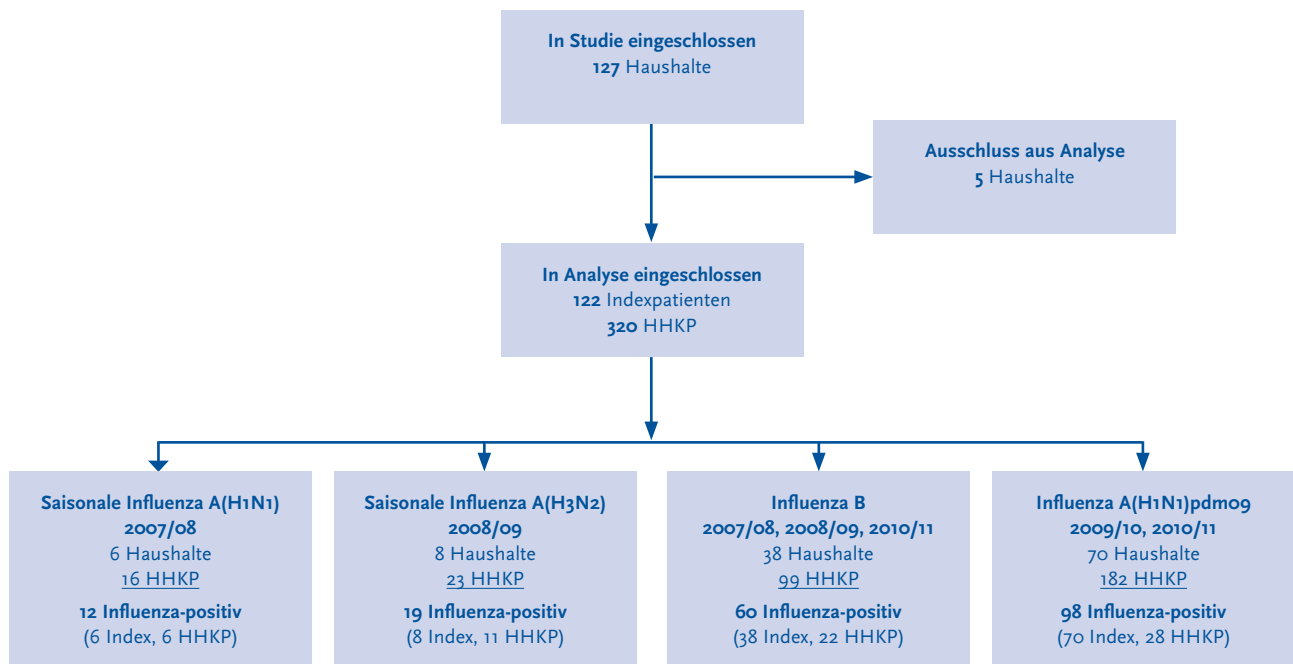 In Studie eingeschlossen
127 Haushalte
Ausschluss aus Analyse
5 Haushalte
In Analyse eingeschlossen
122 Indexpatienten
320 HHKP
Saisonale Influenza A(H1N1)
2007/08
6 Haushalte
16 HHKP
12 Influenza-positiv
(6 Index, 6 HHKP)
Saisonale Influenza A(H3N2)
2008/09
8 Haushalte
23 HHKP
19 Influenza-positiv
(8 Index, 11 HHKP)
Influenza B
2007/08, 2008/09, 2010/11
38 Haushalte
99 HHKP
60 Influenza-positiv
(38 Index, 22 HHKP)
Influenza A(H1N1)pdm09
2009/10, 2010/11
70 Haushalte
182 HHKP
98 Influenza-positiv
(70 Index, 28 HHKP)